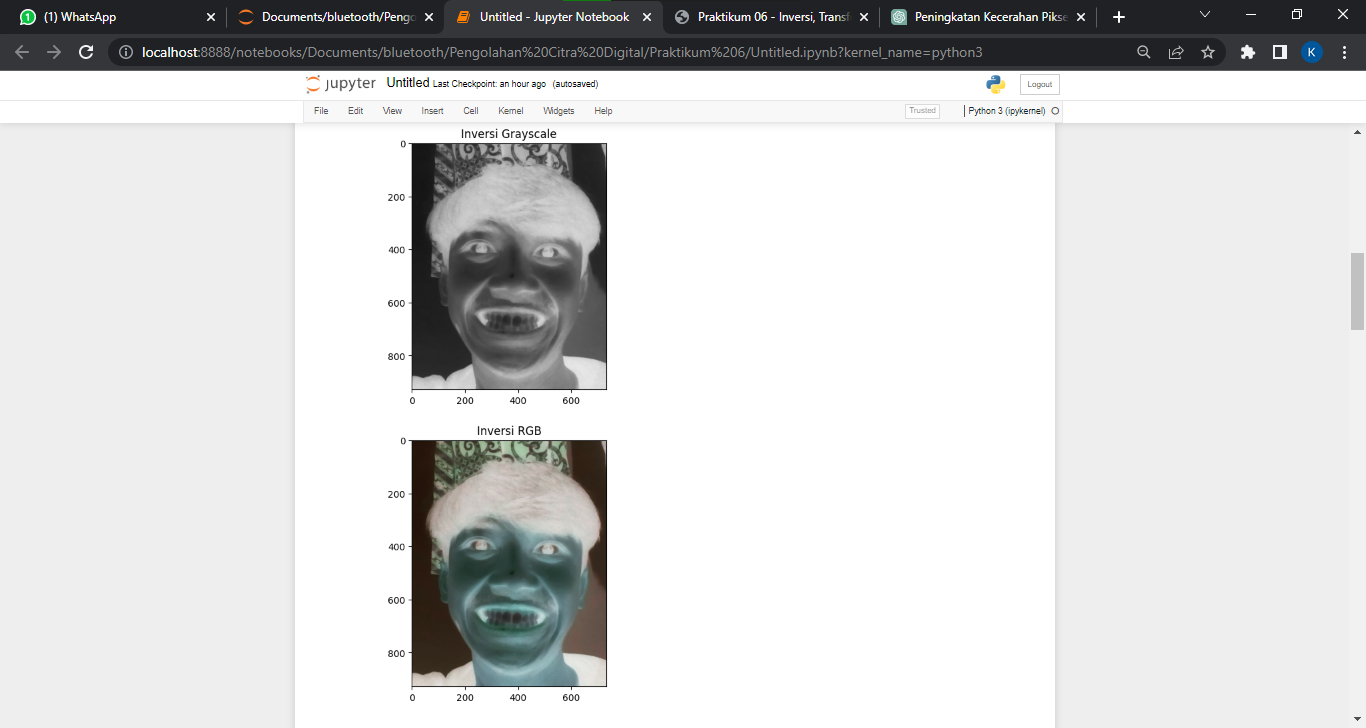 (1) WhatsApp
Documents/bluetooth/Pengo
Untitled - Jupyter Notebook
Praktikum 06 - Inversi, Transf
Peningkatan Kecerahan Pikse
localhost:8888/notebooks/Documents/bluetooth/Pengolahan%20Citra%20Digital/Praktikum%206/Untitled.ipynb?kernel_name=python3
K
jupyter Untitled Last Checkpoint: an hour ago (autosaved)
Logout
File Edit View Insert Cell Kernel Widgets Help
Trusted
Python 3 (ipykernel)
Inversi Grayscale
0
200
400
600
800
0 200 400 600
Inversi RGB
0
200
400
600
800
0 200 400 600